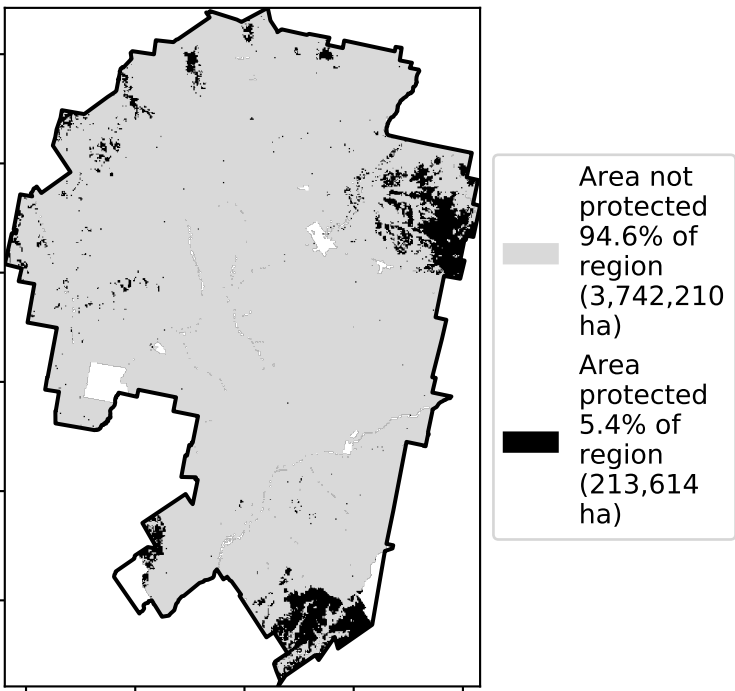 Area not
protected
94.6% of
region
(3,742,210
ha)
Area
protected
5.4% of
region
(213,614
ha)